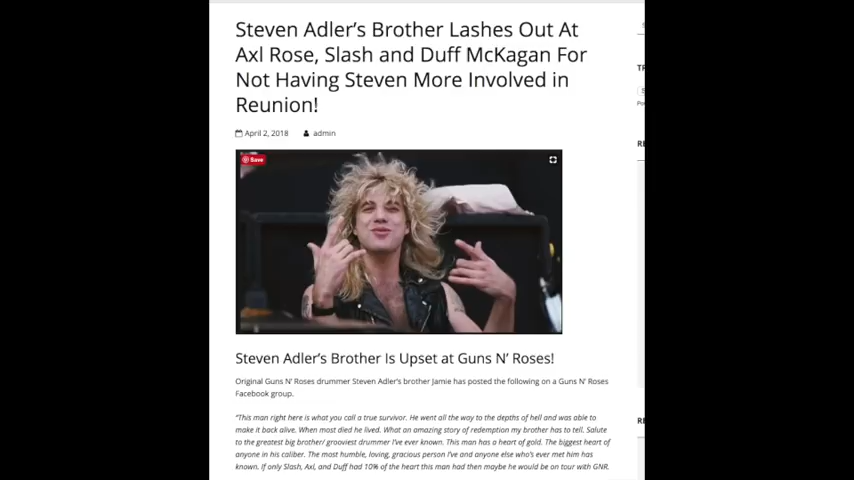 Steven Adler's Brother Lashes Out At
Axl Rose, Slash and Duff McKagan For
Not Having Steven More Involved in
Reunion!
April 2, 2018 admin
Save
Steven Adler's Brother Is Upset at Guns N' Roses!
Original Guns N' Roses drummer Steven Adler's brother Jamie has posted the following on a Guns N' Roses
Facebook group.
"This man right here is what you call a true survivor. He went all the way to the depths of hell and was able to
make it back alive. When most died he lived. What an amazing story of redemption my brother has to tell. Salute
to the greatest big brother/ grooviest drummer I've ever known. This man has a heart of gold. The biggest heart of
anyone in his caliber. The most humble, loving, gracious person I've and anyone else who's ever met him has
known. If only Slash, Axl, and Duff had 10% of the heart this man had then maybe he would be on tour with GNR.